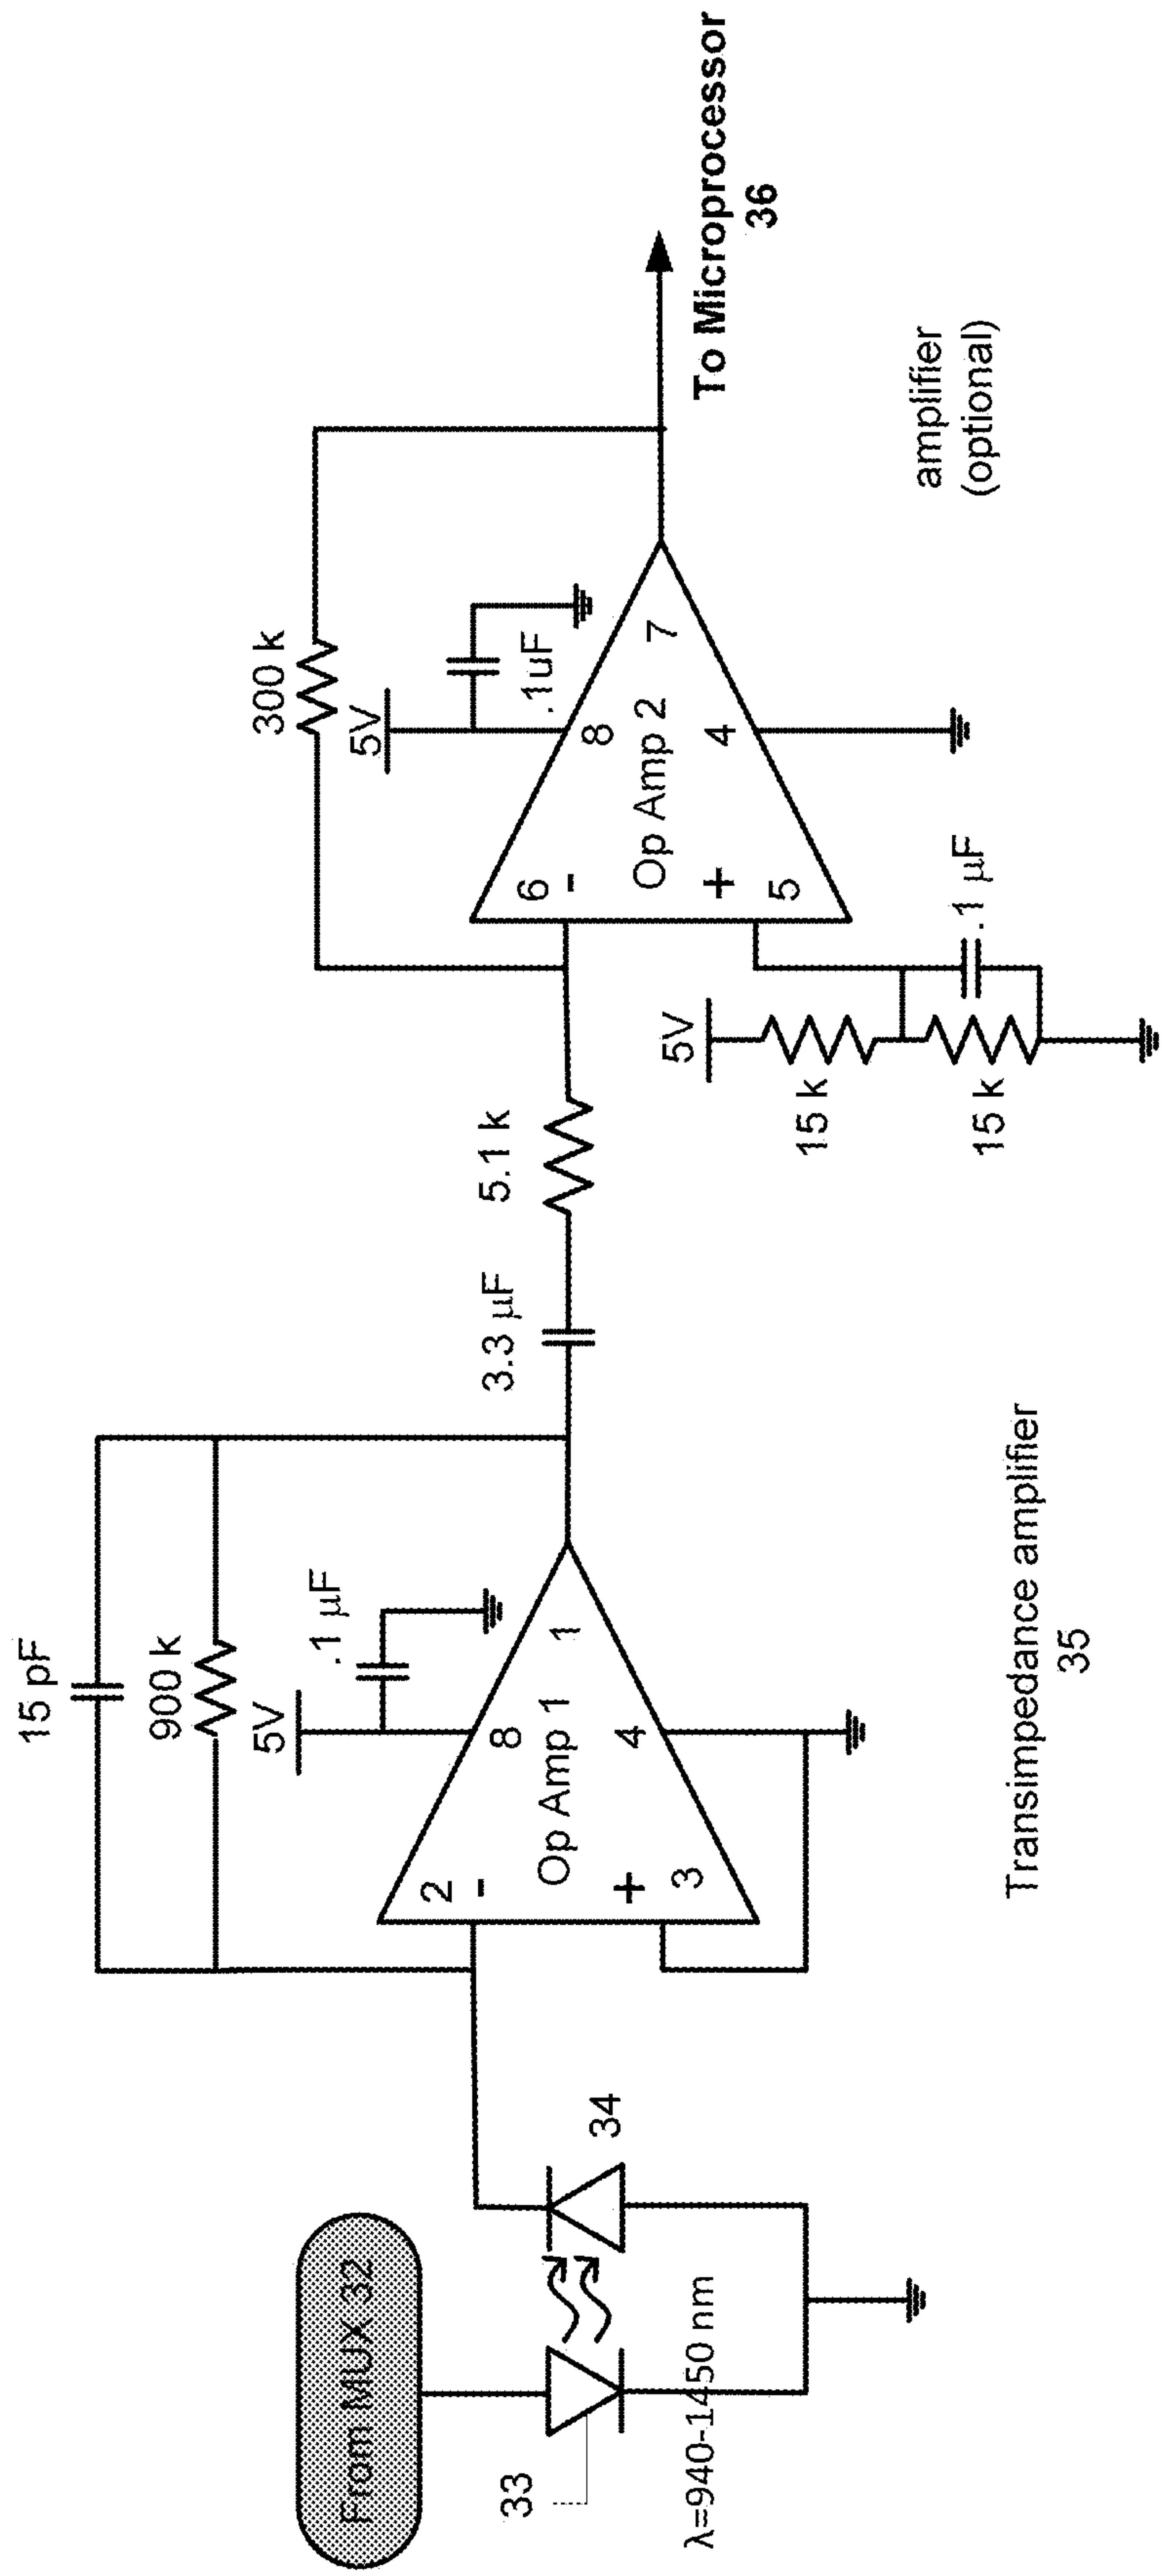 From MUX 32
33
λ=940-1450 nm
34
15 pF
900 k
5V
.1 µF
2
-
8
Op Amp 1
1
+
3
4
Transimpedance amplifier
35
3.3 µF
5.1 k
300 k
5V
.1uF
6
-
8
Op Amp 2
7
+
5
4
5V
15 k
15 k
.1 µF
To Microprocessor
36
amplifier
(optional)